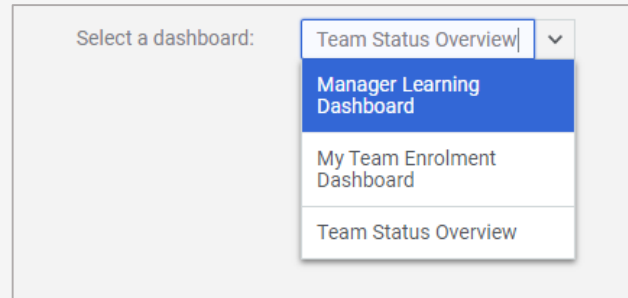 Select a dashboard:
Team Status Overview
Manager Learning
Dashboard
My Team Enrolment
Dashboard
Team Status Overview